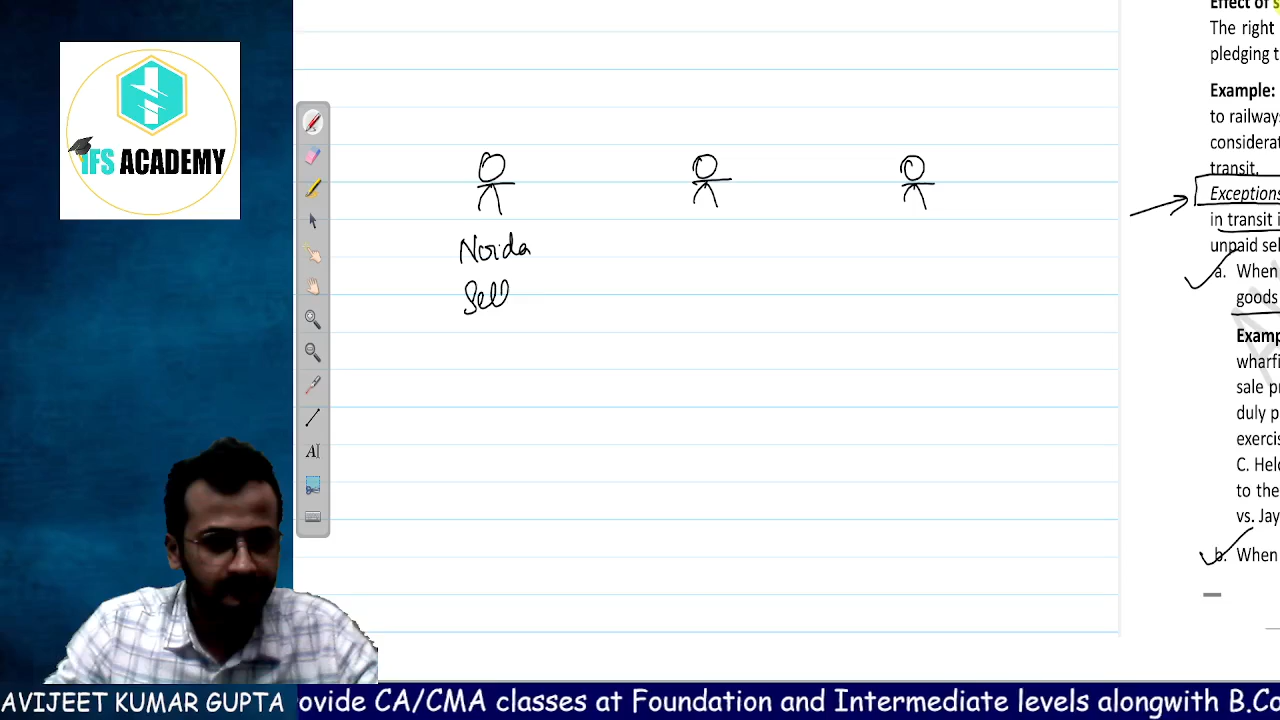 IFS ACADEMY
Noida
Sell
Effect of
The right
pledging t
Example:
to railways
considerat
transit.
Exceptions
in transit i
unpaid sel
a. When
goods
Examp
wharfi
sale p
duly p
exercis
C. Held
to the
vs. Jay
b. When
AVIJEET KUMAR GUPTA
ovide CA/CMA classes at Foundation and Intermediate levels alongwith B.Co